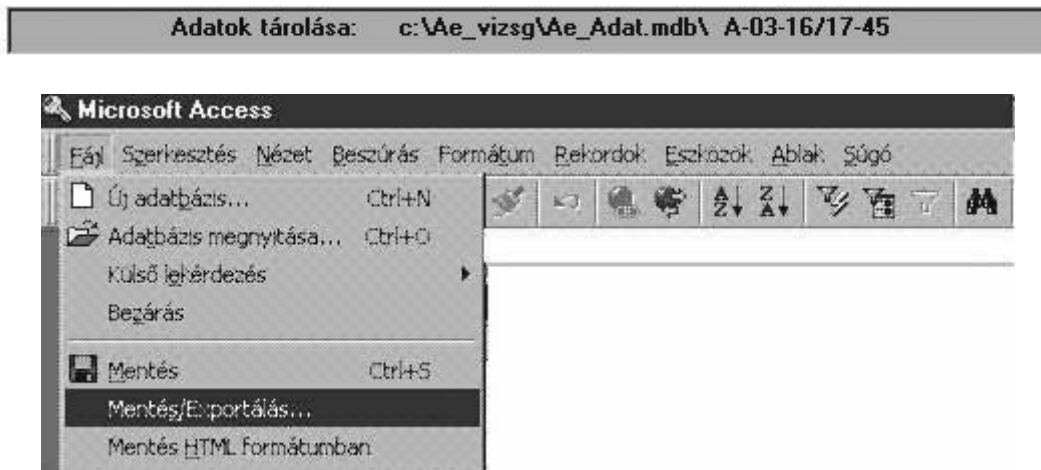 Adatok tárolása: c:\Ae_vizsg\Ae_Adat.mdb\ A-03-16/17-45
Microsoft Access
Fájl Szerkesztés Nézet Beszúrás Formátum Rekordok Eszközök Ablak Súgó
Új adatbázis... Ctrl+N
Adatbázis megnyitása... Ctrl+O
Külső lekérdezés
Bezárás
Mentés Ctrl+S
Mentés/Exportálás...
Mentés HTML formátumban